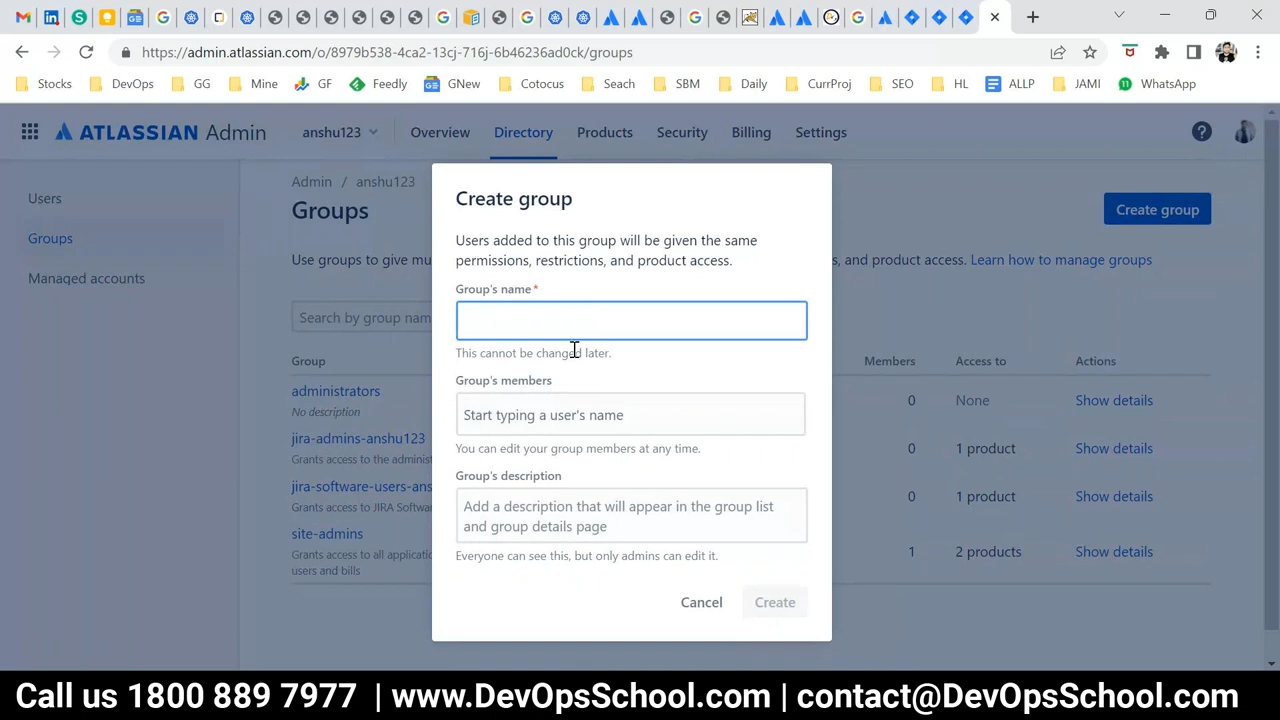 https://admin.atlassian.com/o/8979b538-4ca2-13cj-716j-6b46236ad0ck/groups
Stocks DevOps GG Mine GF Feedly GNew Cotocus Seach SBM Daily CurrProj SEO HL ALLP JAMI WhatsApp
ATLASSIAN Admin anshu123 Overview Directory Products Security Billing Settings
Users
Groups
Managed accounts
Admin / anshu123
Groups
Create group
Use groups to give mu , and product access. Learn how to manage groups
Search by group nam
Group Members Access to Actions
administrators 0 None Show details
No description
jira-admins-anshu123 0 1 product Show details
Grants access to the administ
jira-software-users-ans 0 1 product Show details
Grants access to JIRA Softwar
site-admins 1 2 products Show details
Grants access to all applicatio
users and bills
Create group
Users added to this group will be given the same
permissions, restrictions, and product access.
Group's name*
This cannot be changed later.
Group's members
Start typing a user's name
You can edit your group members at any time.
Group's description
Add a description that will appear in the group list
and group details page
Everyone can see this, but only admins can edit it.
Cancel Create
Call us 1800 889 7977 | www.DevOpsSchool.com | contact@DevOpsSchool.com